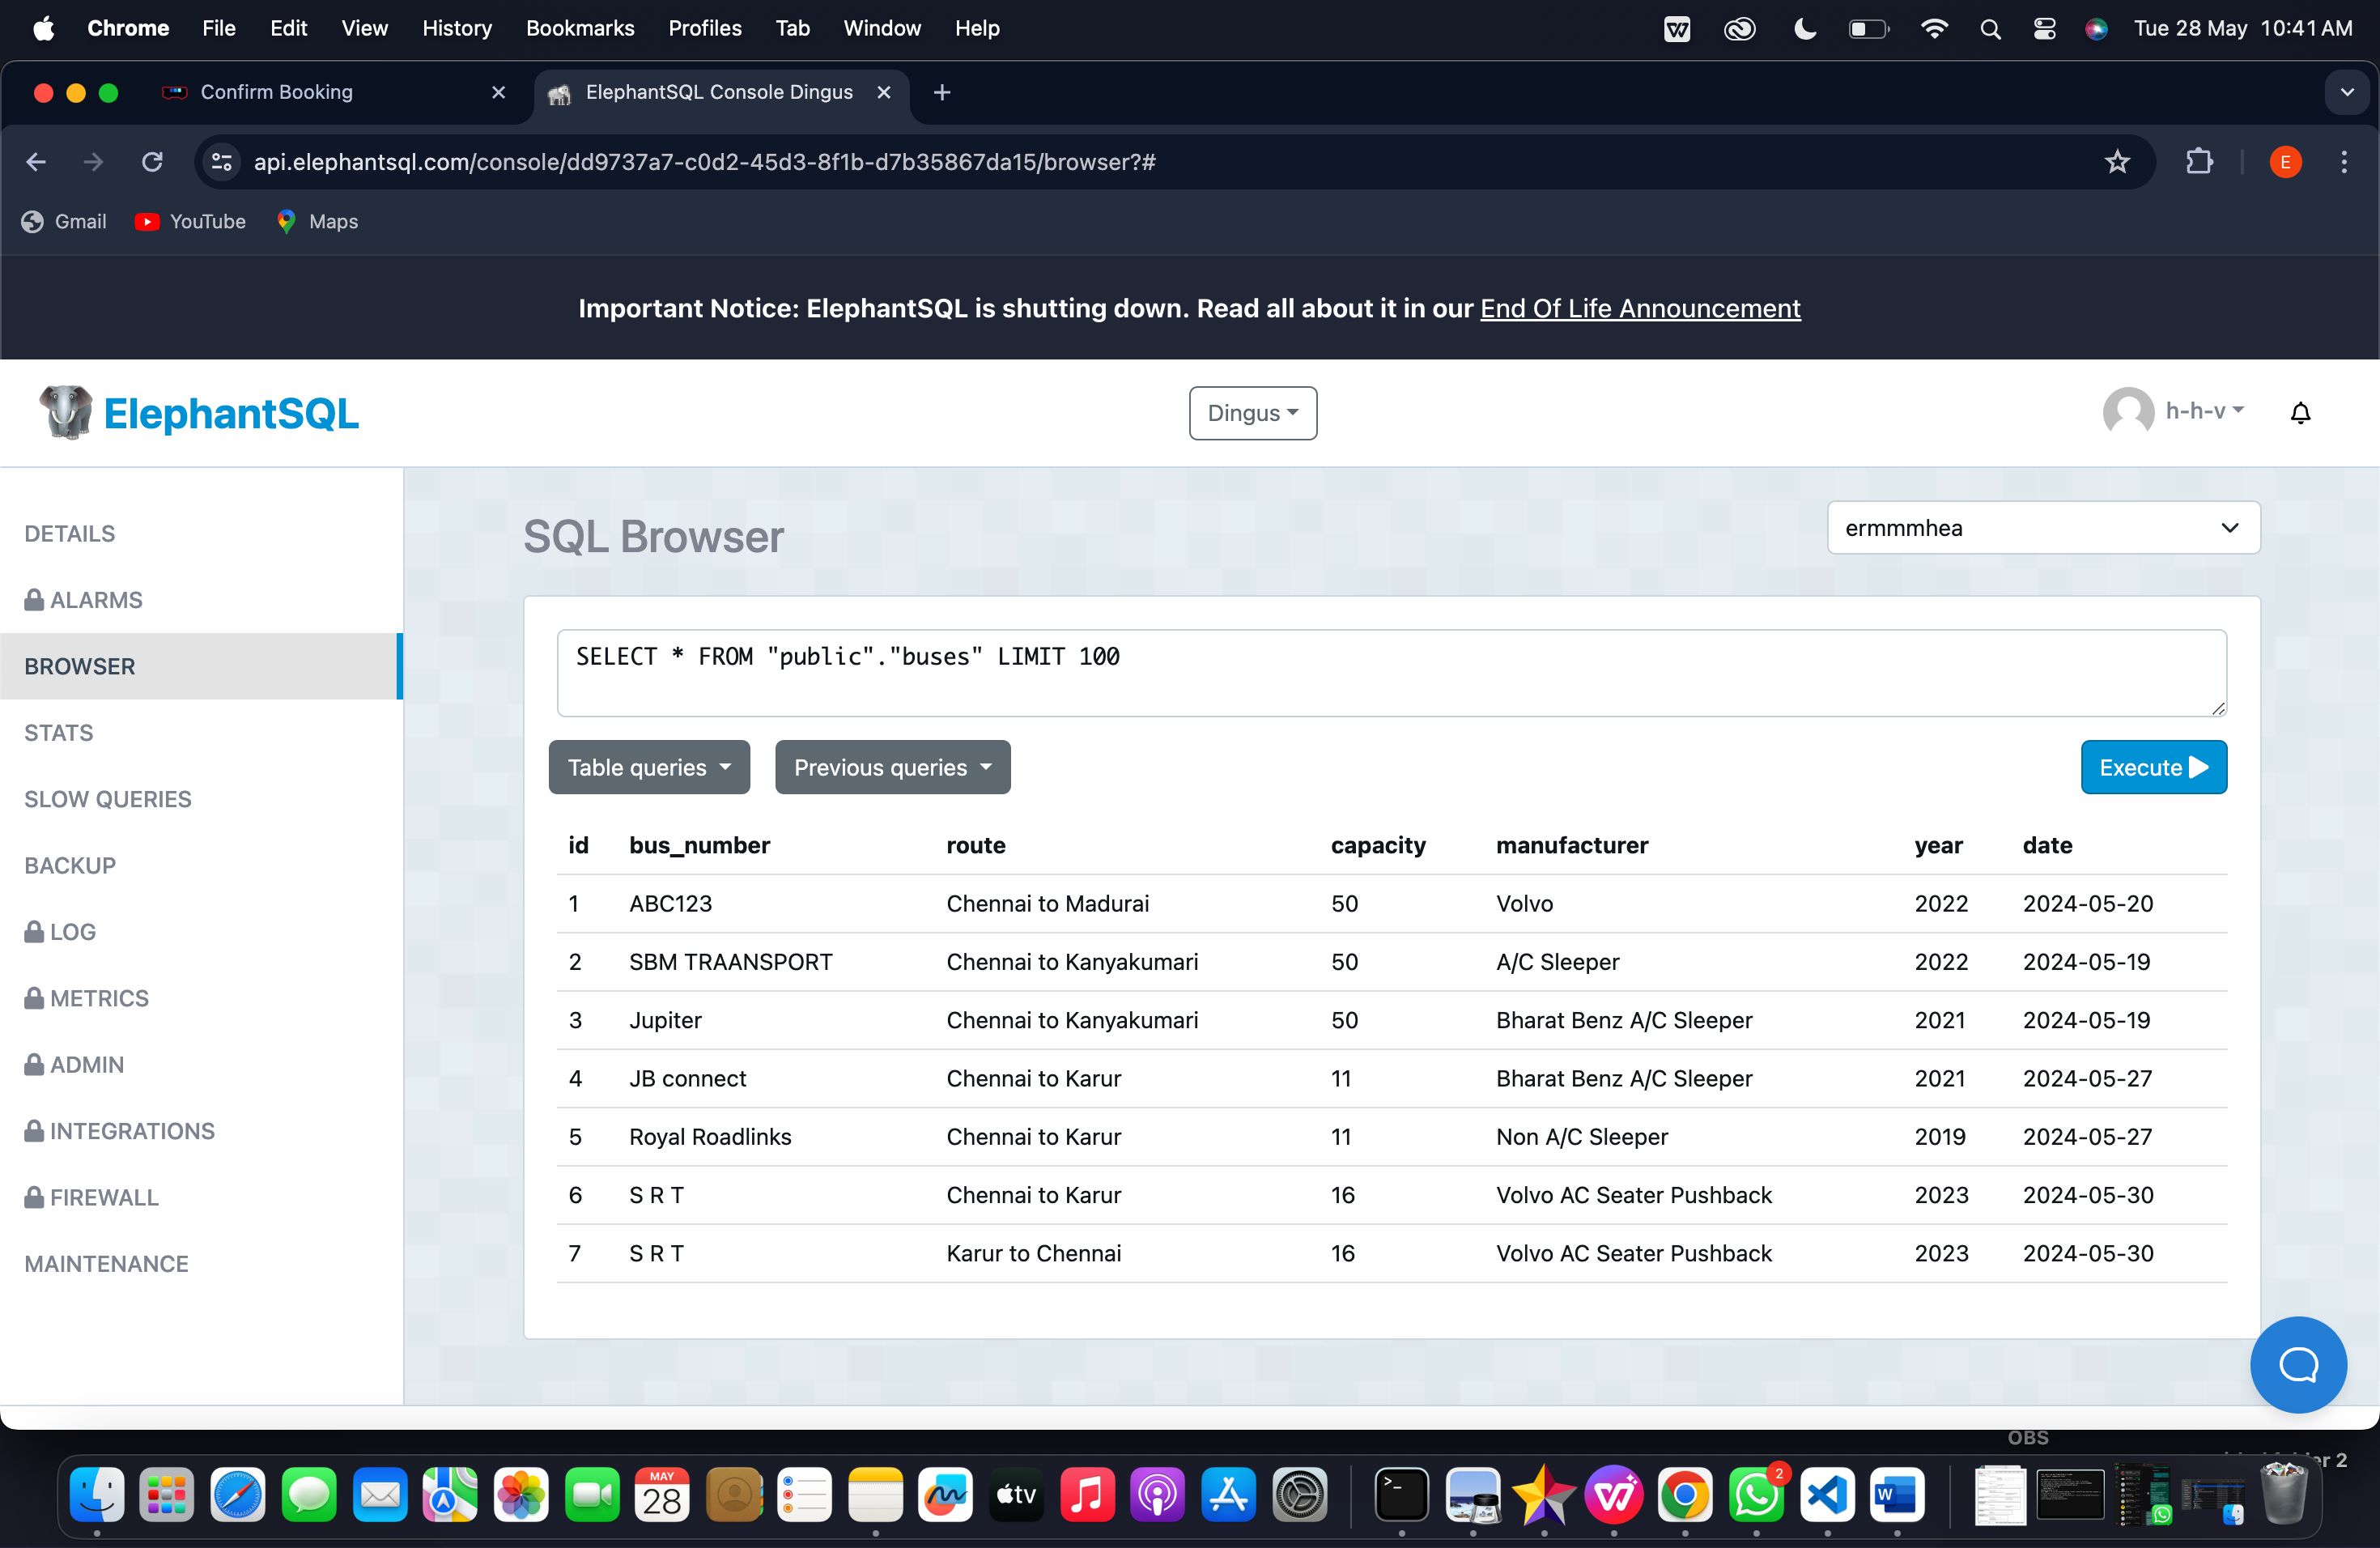 Chrome File Edit View History Bookmarks Profiles Tab Window Help Tue 28 May 10:41 AM
Confirm Booking ElephantSQL Console Dingus
api.elephantsql.com/console/dd9737a7-c0d2-45d3-8f1b-d7b35867da15/browser?# E
Gmail YouTube Maps
Important Notice: ElephantSQL is shutting down. Read all about it in our End Of Life Announcement
ElephantSQL Dingus h-h-v
DETAILS
ALARMS
BROWSER
STATS
SLOW QUERIES
BACKUP
LOG
METRICS
ADMIN
INTEGRATIONS
FIREWALL
MAINTENANCE
SQL Browser ermmmhea
SELECT * FROM "public"."buses" LIMIT 100
Table queries Previous queries Execute
id bus_number route capacity manufacturer year date
1 ABC123 Chennai to Madurai 50 Volvo 2022 2024-05-20
2 SBM TRAANSPORT Chennai to Kanyakumari 50 A/C Sleeper 2022 2024-05-19
3 Jupiter Chennai to Kanyakumari 50 Bharat Benz A/C Sleeper 2021 2024-05-19
4 JB connect Chennai to Karur 11 Bharat Benz A/C Sleeper 2021 2024-05-27
5 Royal Roadlinks Chennai to Karur 11 Non A/C Sleeper 2019 2024-05-27
6 S R T Chennai to Karur 16 Volvo AC Seater Pushback 2023 2024-05-30
7 S R T Karur to Chennai 16 Volvo AC Seater Pushback 2023 2024-05-30
OBS
MAY
28
tv
2
W